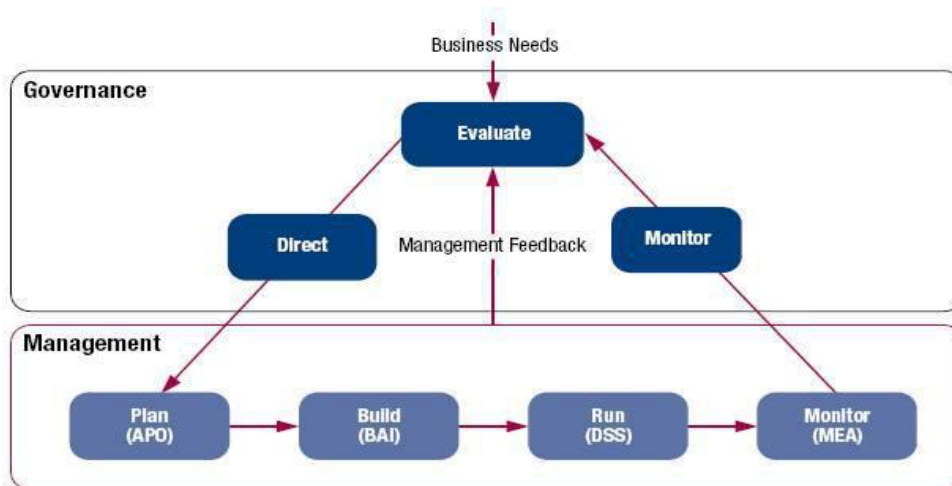 Business Needs
Governance
Evaluate
Direct
Management Feedback
Monitor
Management
Plan
(APO)
Build
(BAI)
Run
(DSS)
Monitor
(MEA)